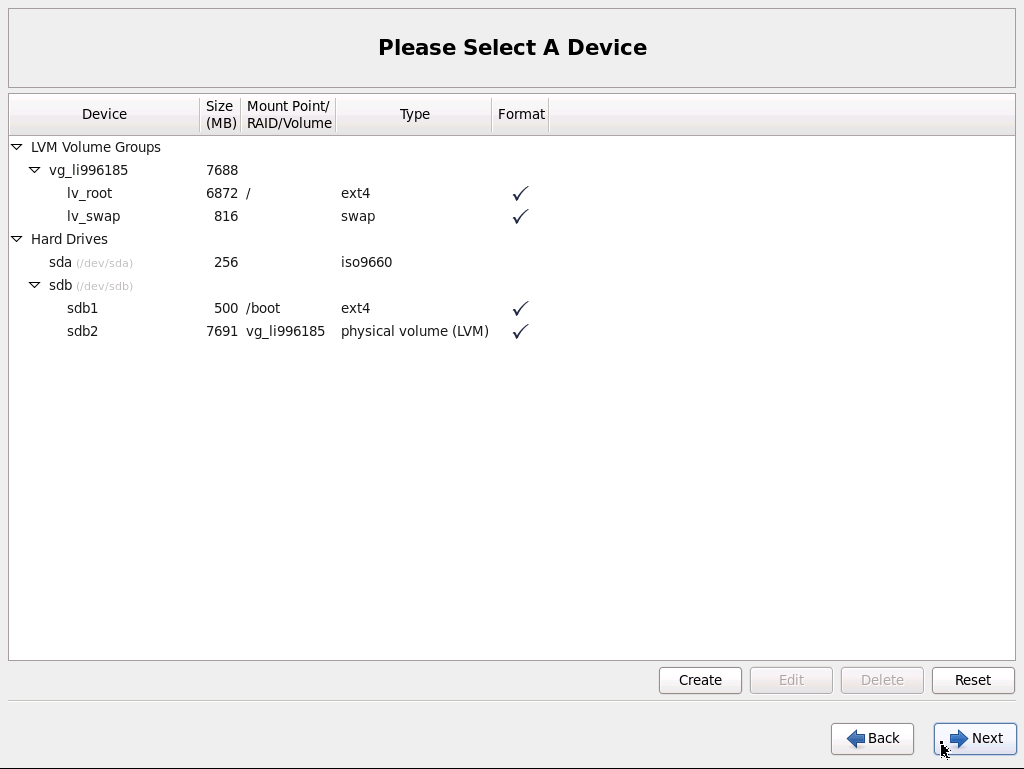 Please Select A Device
Device Size (MB) Mount Point/ RAID/Volume Type Format
LVM Volume Groups
vg_li996185 7688
lv_root 6872 / ext4
lv_swap 816 swap
Hard Drives
sda (/dev/sda) 256 iso9660
sdb (/dev/sdb)
sdb1 500 /boot ext4
sdb2 7691 vg_li996185 physical volume (LVM)
Create Edit Delete Reset
Back Next